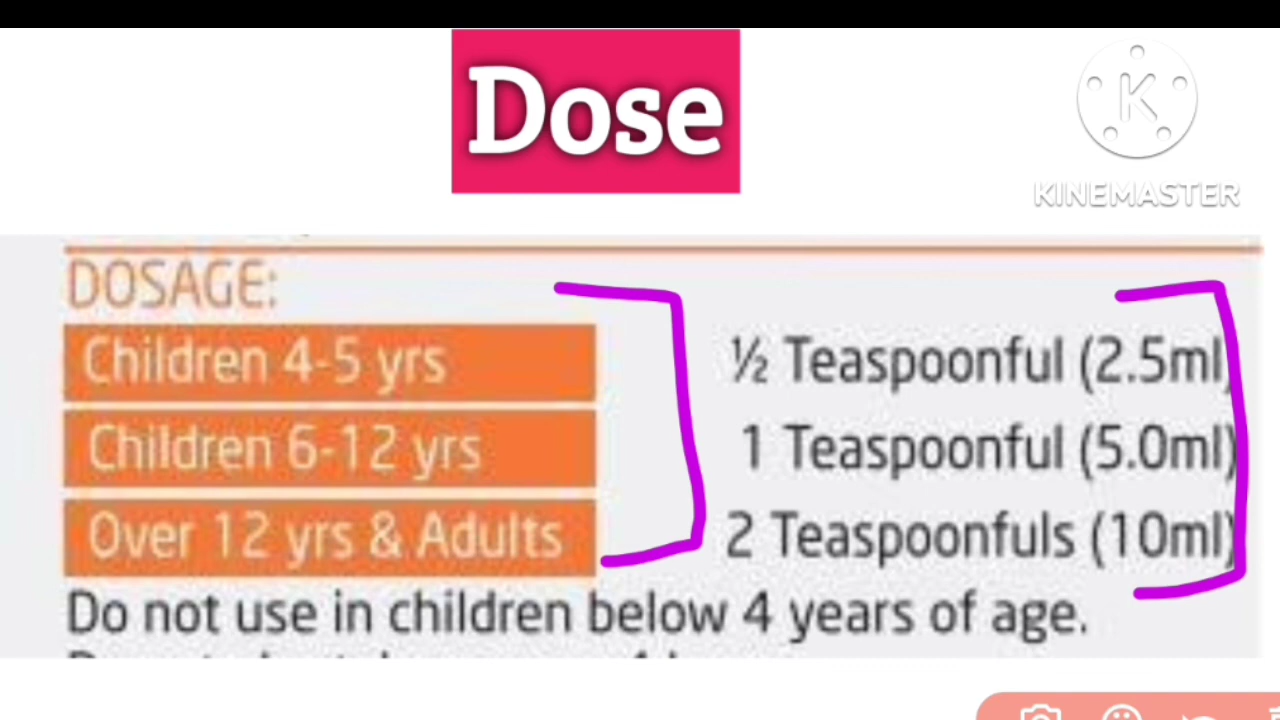 Dose
KINEMASTER
DOSAGE:
Children 4-5 yrs ½ Teaspoonful (2.5ml)
Children 6-12 yrs 1 Teaspoonful (5.0ml)
Over 12 yrs & Adults 2 Teaspoonfuls (10ml)
Do not use in children below 4 years of age.